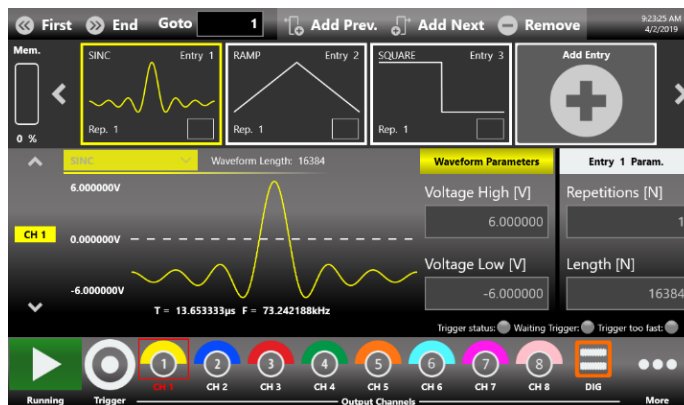 First End Goto 1 Add Prev. Add Next Remove
9:23:25 AM
4/2/2019
Mem.
0 %
SINC Entry 1
Rep. 1
RAMP Entry 2
Rep. 1
SQUARE Entry 3
Rep. 1
Add Entry
SINC Waveform Length: 16384
6.000000V
CH 1
0.000000V
-6.000000V
T = 13.653333µs F = 73.242188kHz
Waveform Parameters
Voltage High [V]
6.000000
Voltage Low [V]
-6.000000
Entry 1 Param.
Repetitions [N]
1
Length [N]
16384
Trigger status: Waiting Trigger: Trigger too fast:
1 2 3 4 5 6 7 8
CH 1 CH 2 CH 3 CH 4 CH 5 CH 6 CH 7 CH 8 DIG
Running Trigger Output Channels More